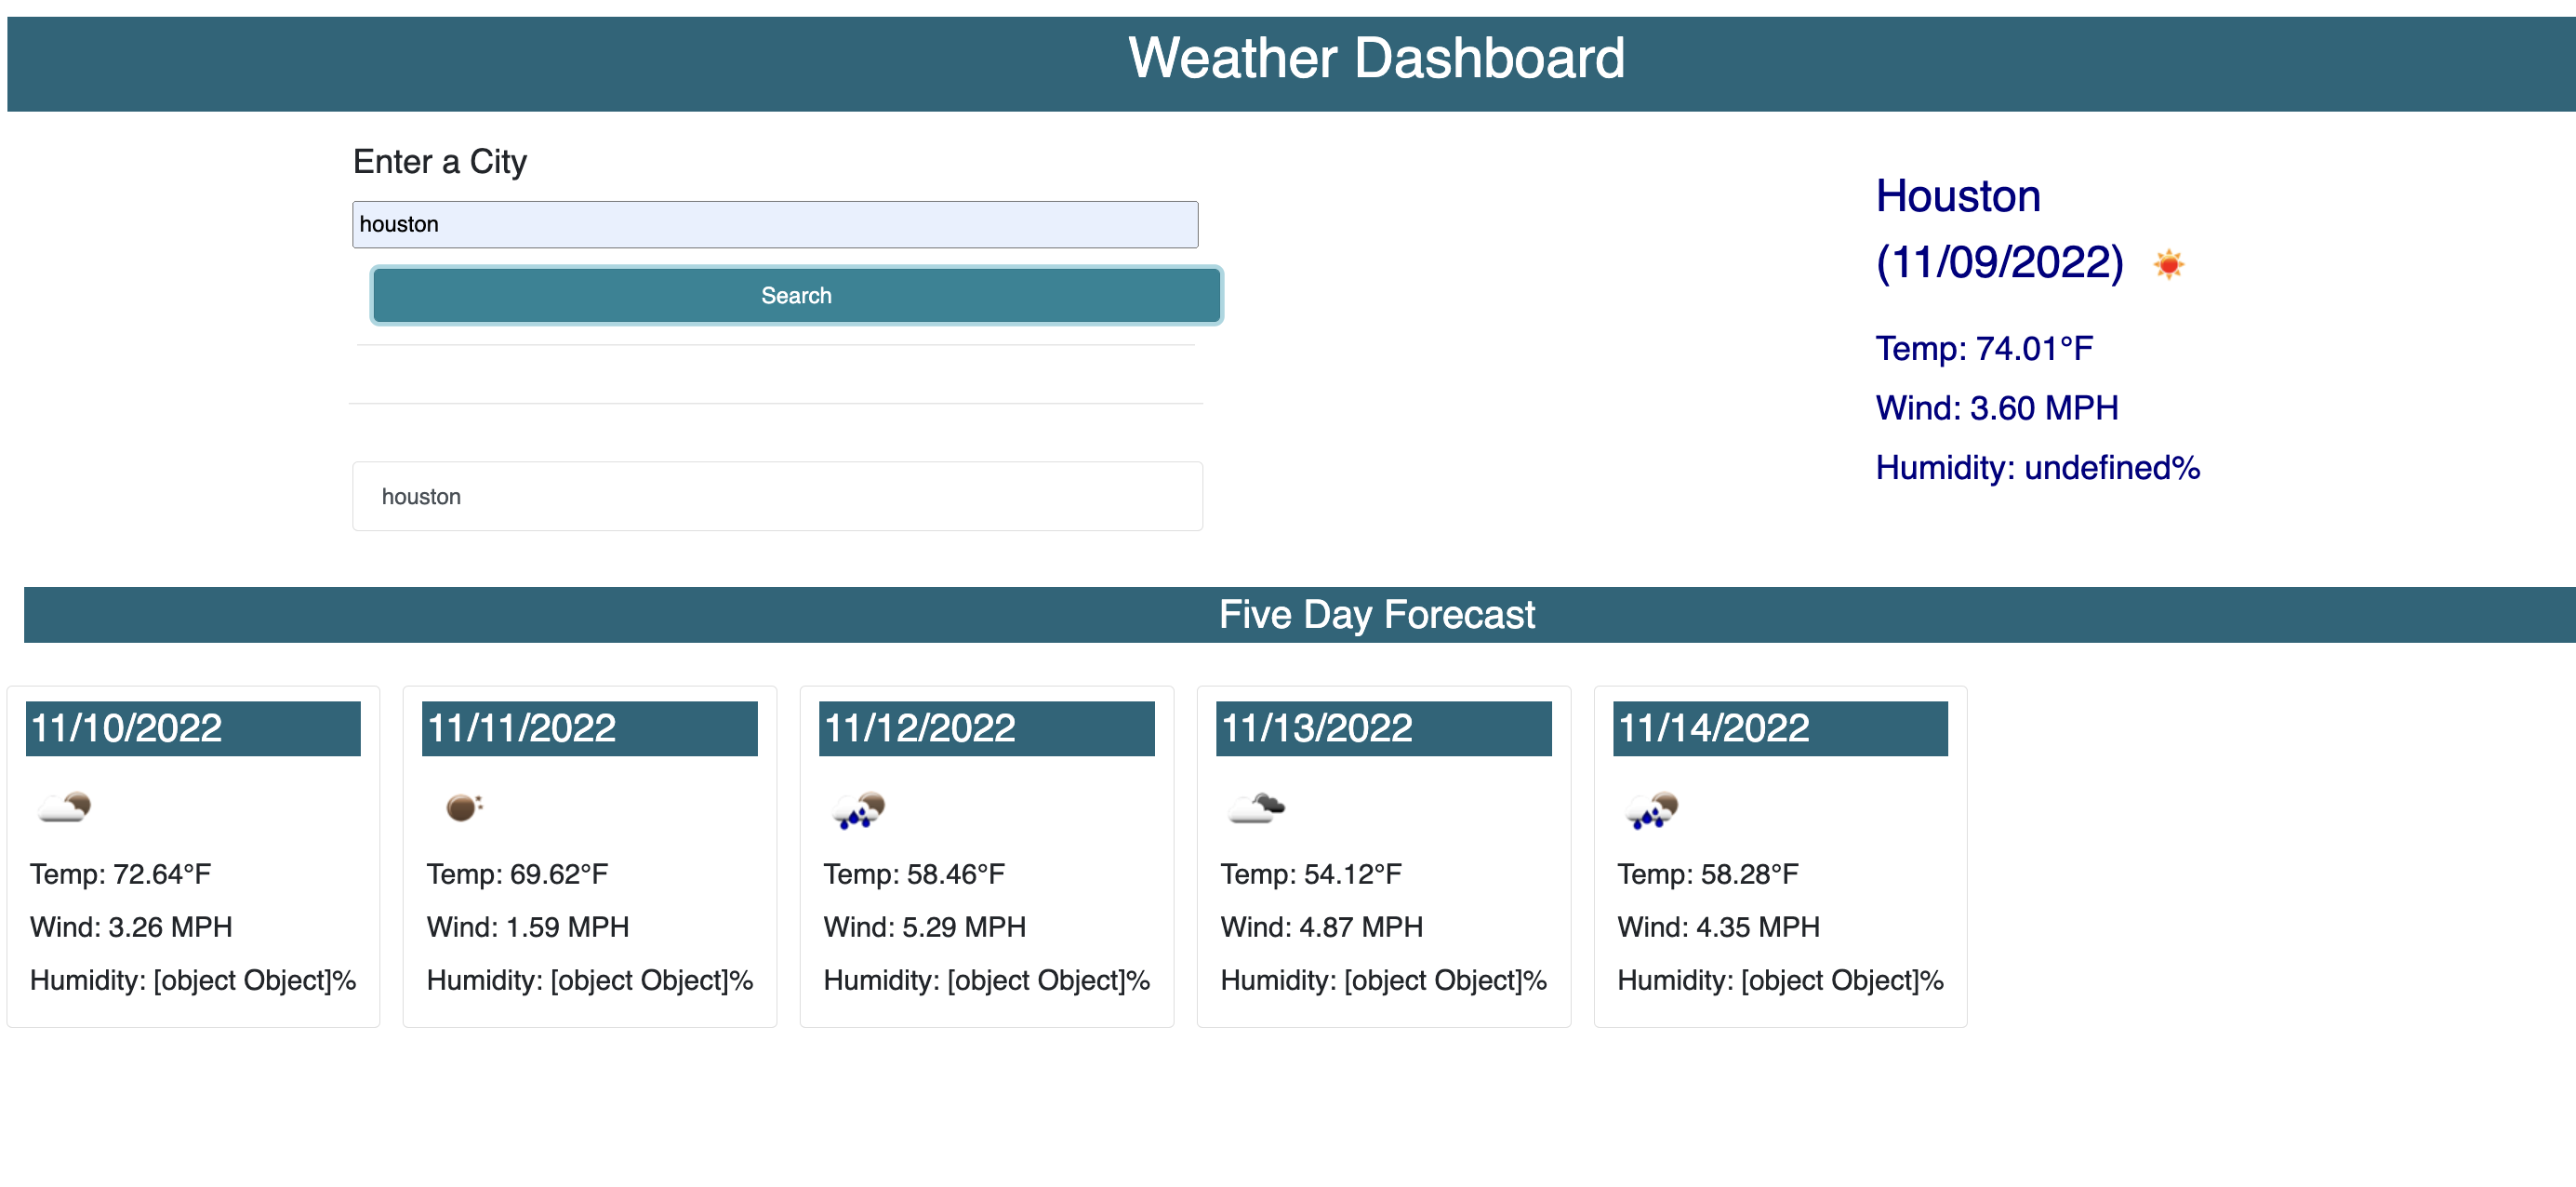 Weather Dashboard
Enter a City
houston
Search
houston
Houston
(11/09/2022)
Temp: 74.01°F
Wind: 3.60 MPH
Humidity: undefined%
Five Day Forecast
11/10/2022
Temp: 72.64°F
Wind: 3.26 MPH
Humidity: [object Object]%
11/11/2022
Temp: 69.62°F
Wind: 1.59 MPH
Humidity: [object Object]%
11/12/2022
Temp: 58.46°F
Wind: 5.29 MPH
Humidity: [object Object]%
11/13/2022
Temp: 54.12°F
Wind: 4.87 MPH
Humidity: [object Object]%
11/14/2022
Temp: 58.28°F
Wind: 4.35 MPH
Humidity: [object Object]%